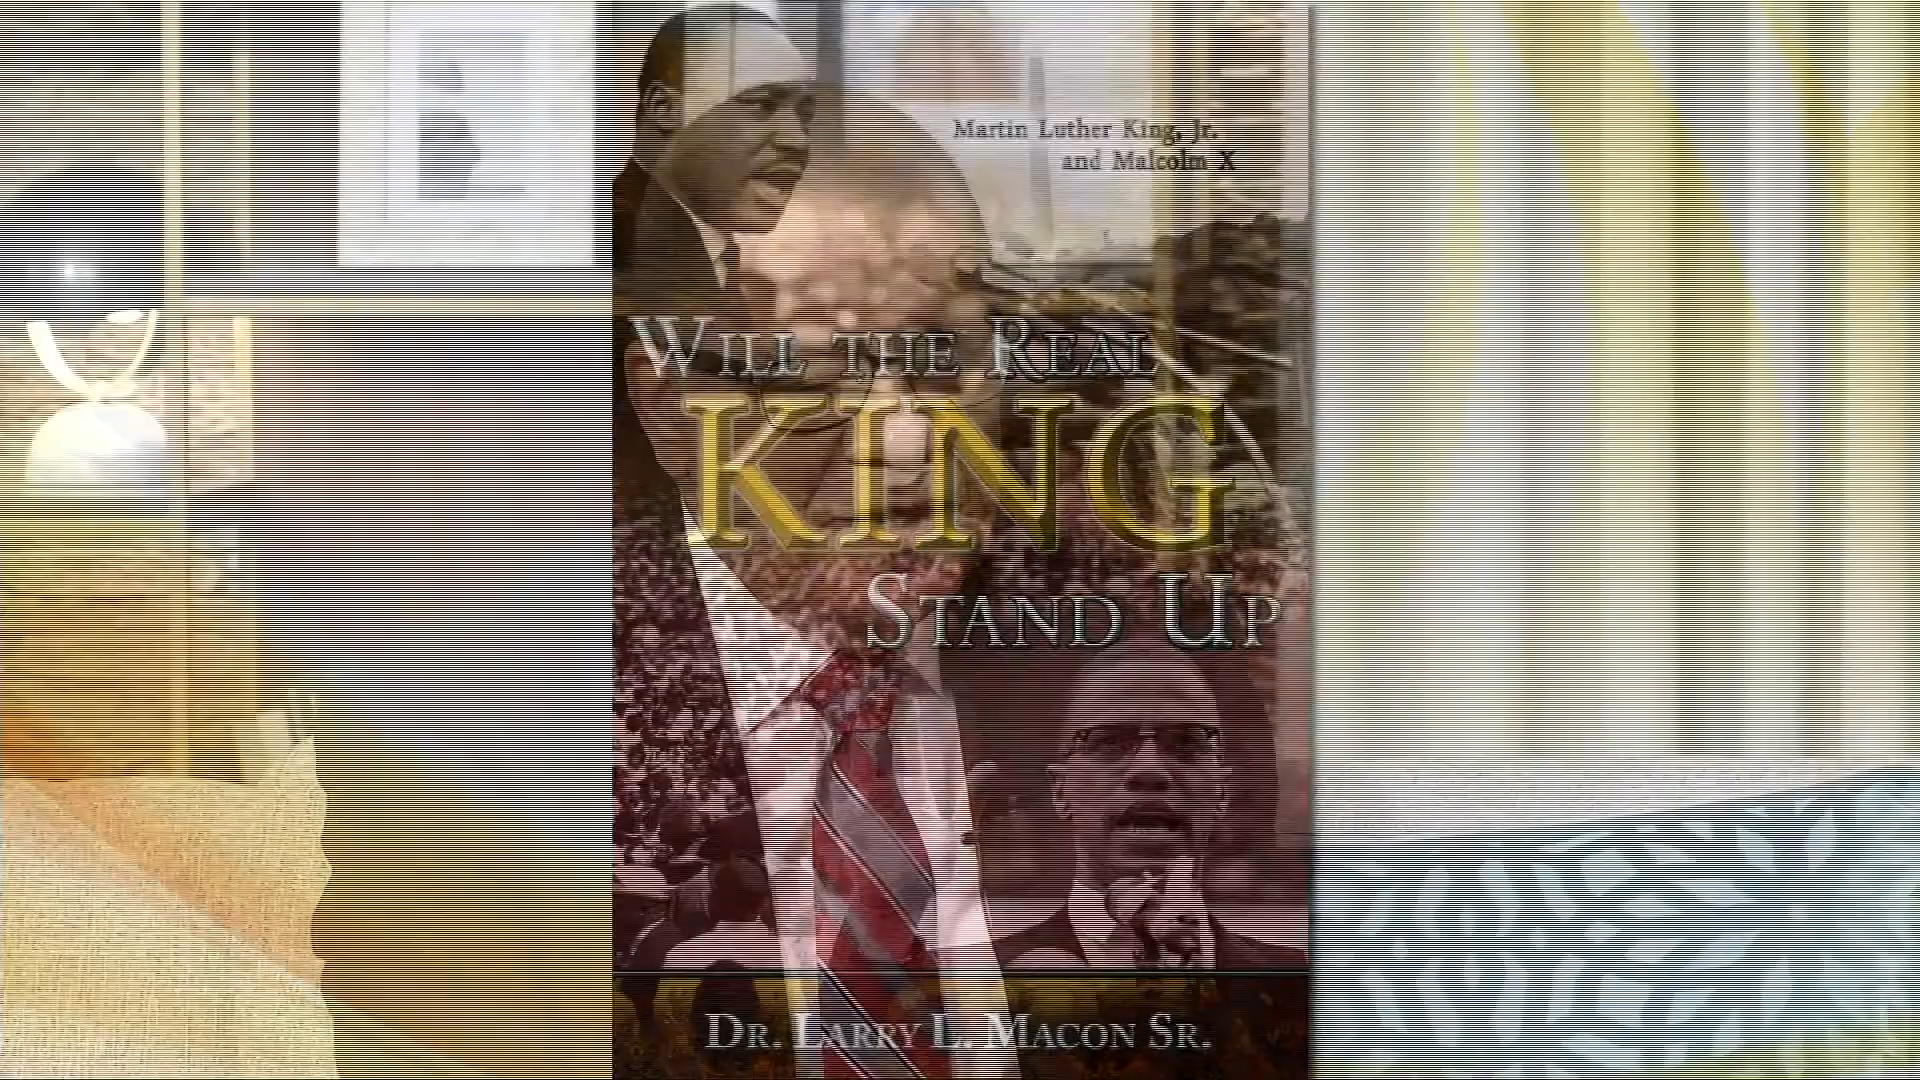 Martin Luther King, Jr.
and Malcolm X
WILL THE REAL
KING
STAND UP
DR. LARRY L. MACON SR.